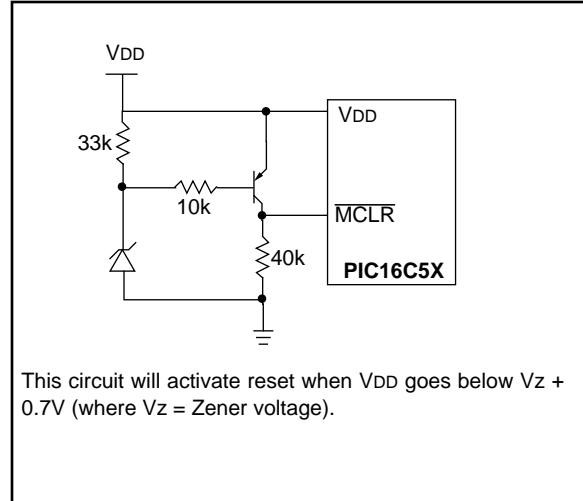 VDD
VDD
33k
10k
MCLR
40k
PIC16C5X
This circuit will activate reset when VDD goes below Vz +
0.7V (where Vz = Zener voltage).